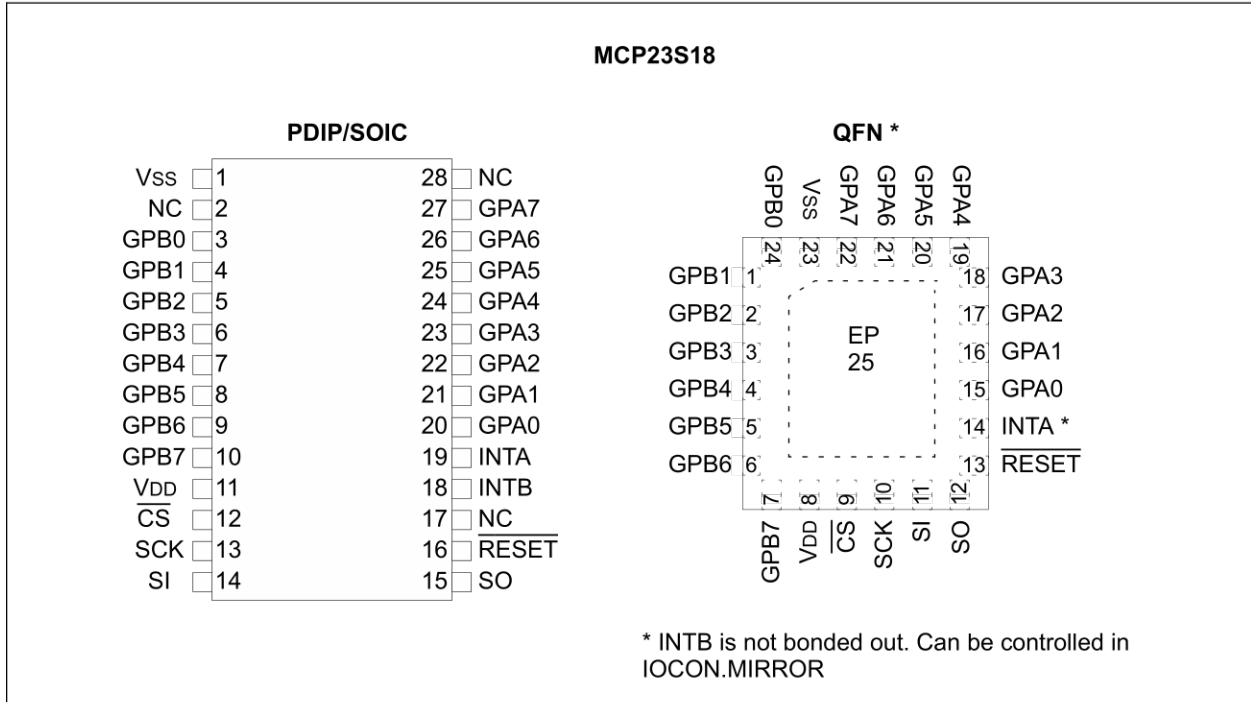 MCP23S18
PDIP/SOIC
VSS 1 28 NC
NC 2 27 GPA7
GPB0 3 26 GPA6
GPB1 4 25 GPA5
GPB2 5 24 GPA4
GPB3 6 23 GPA3
GPB4 7 22 GPA2
GPB5 8 21 GPA1
GPB6 9 20 GPA0
GPB7 10 19 INTA
VDD 11 18 INTB
CS 12 17 NC
SCK 13 16 RESET
SI 14 15 SO
QFN *
GPB0 VSS GPA7 GPA6 GPA5 GPA4
24 23 22 21 20 19
GPB1 1 18 GPA3
GPB2 2 17 GPA2
GPB3 3 EP 16 GPA1
25
GPB4 4 15 GPA0
GPB5 5 14 INTA *
GPB6 6 13 RESET
7 8 9 10 11 12
GPB7 VDD CS SCK SI SO
* INTB is not bonded out. Can be controlled in
IOCON.MIRROR